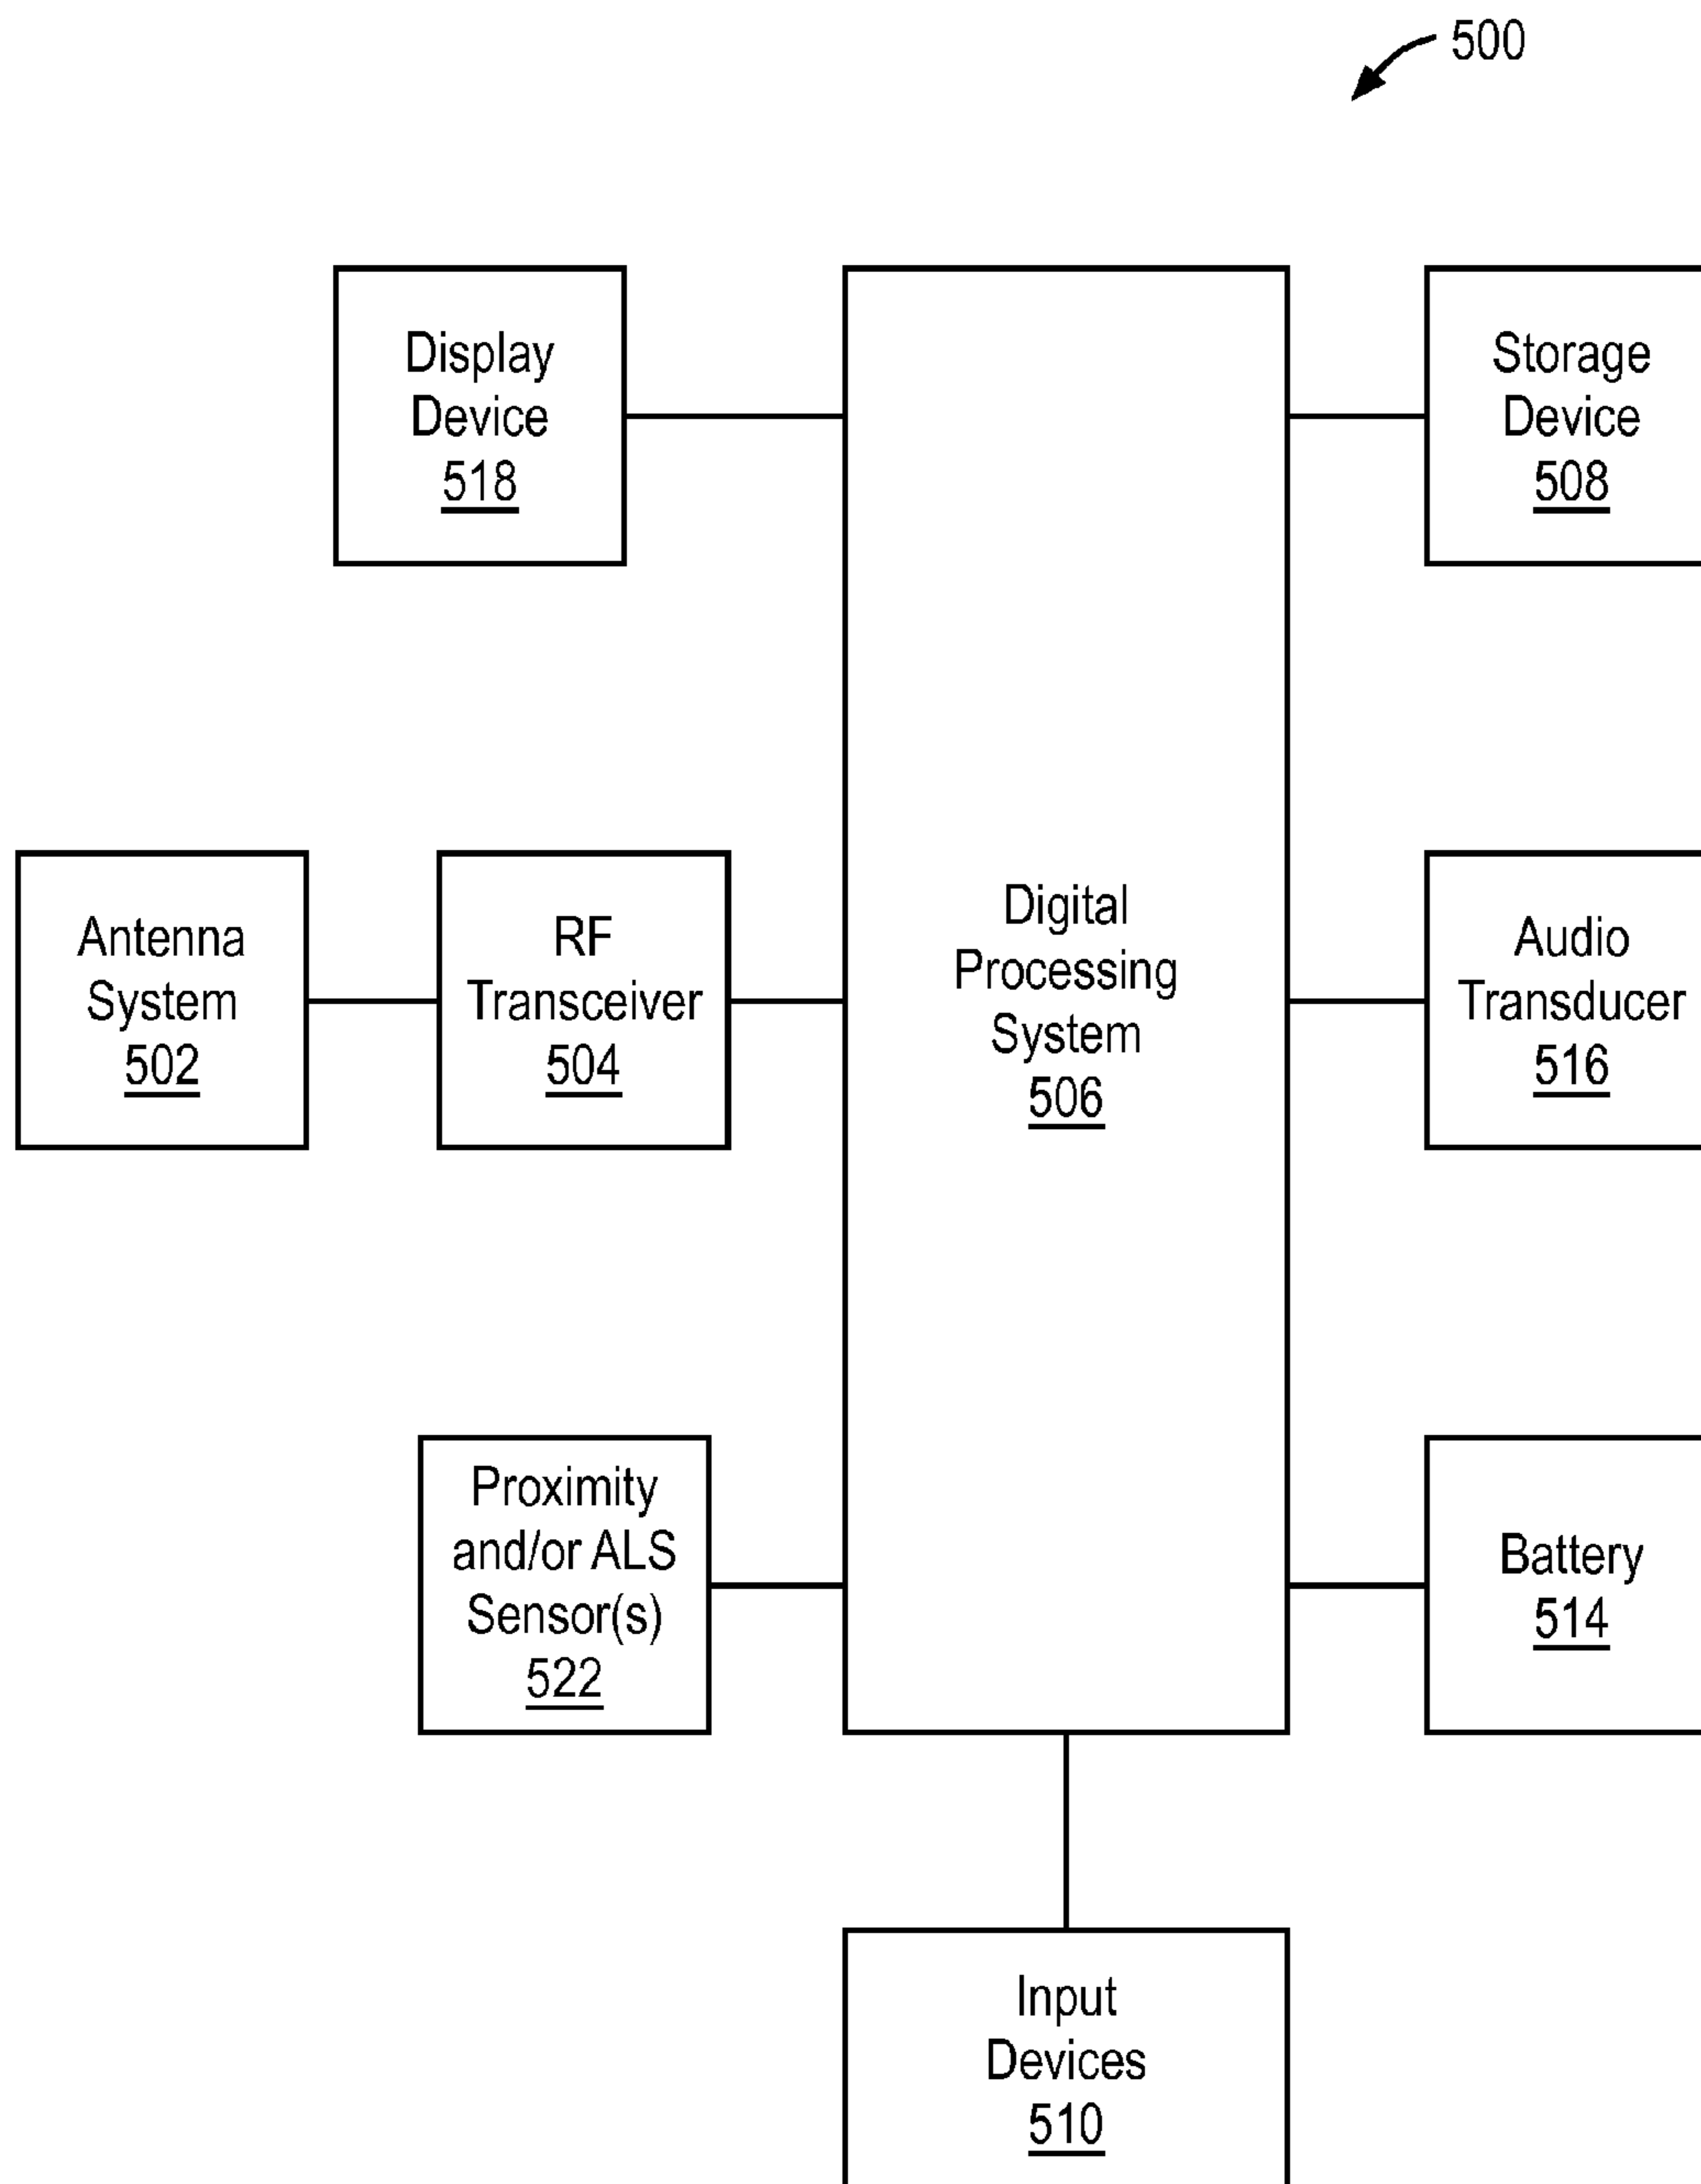 500
Display
Device
518
Storage
Device
508
Antenna
System
502
RF
Transceiver
504
Digital
Processing
System
506
Audio
Transducer
516
Proximity
and/or ALS
Sensor(s)
522
Battery
514
Input
Devices
510